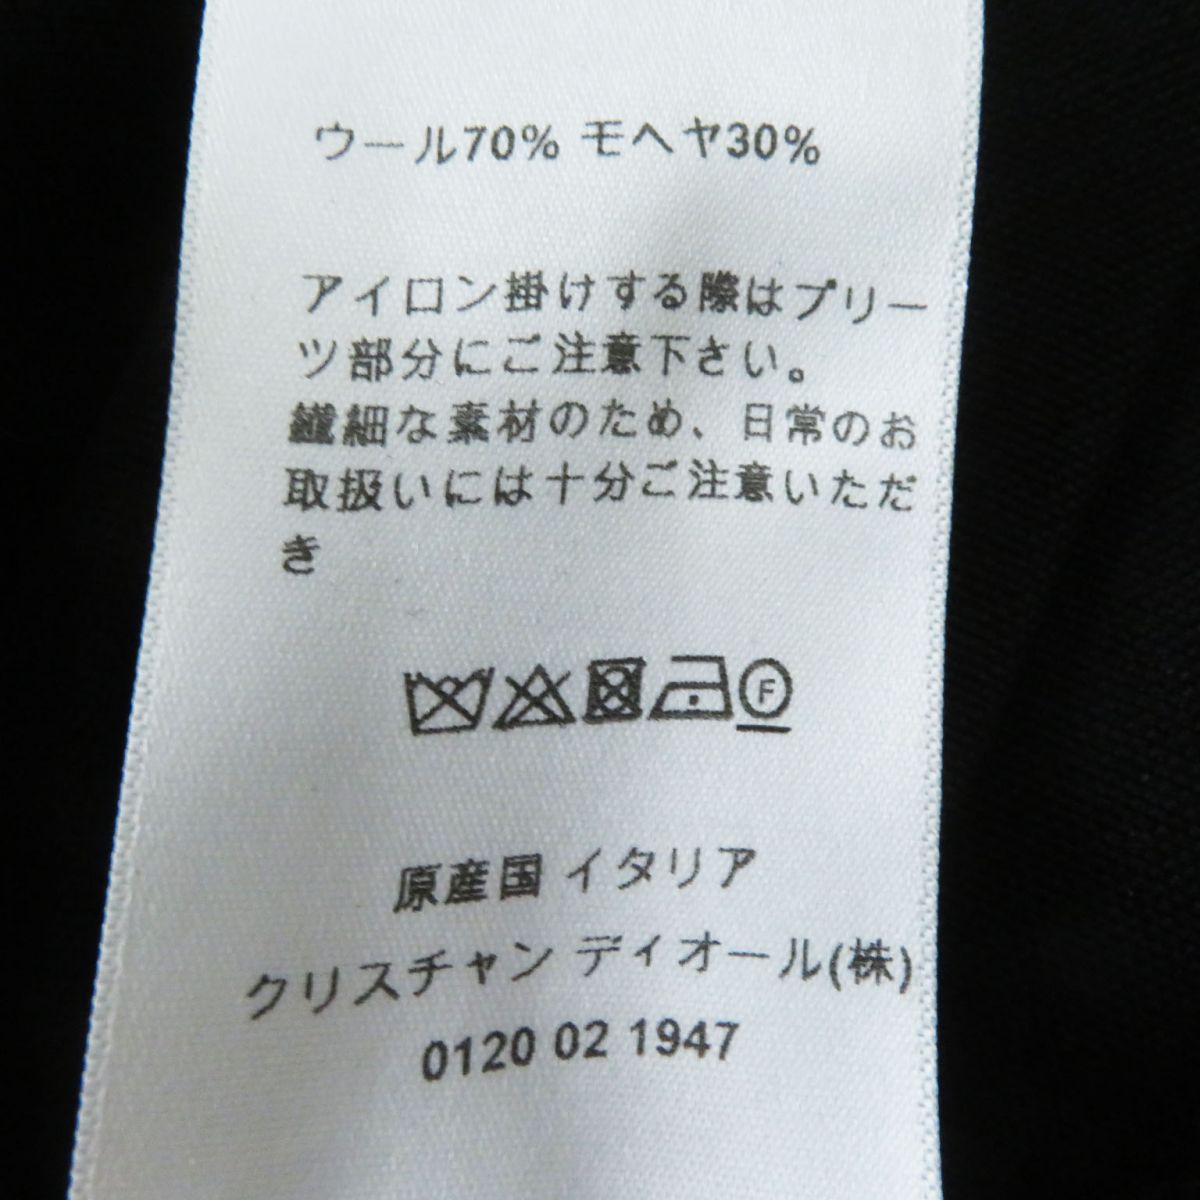 ウール70% モヘヤ30%
アイロン掛けする際はプリー
ツ部分にご注意下さい。
繊細な素材のため、日常のお
取扱いには十分ご注意いただ
き
F
原産国 イタリア
クリスチャン ディオール(株)
0120 02 1947